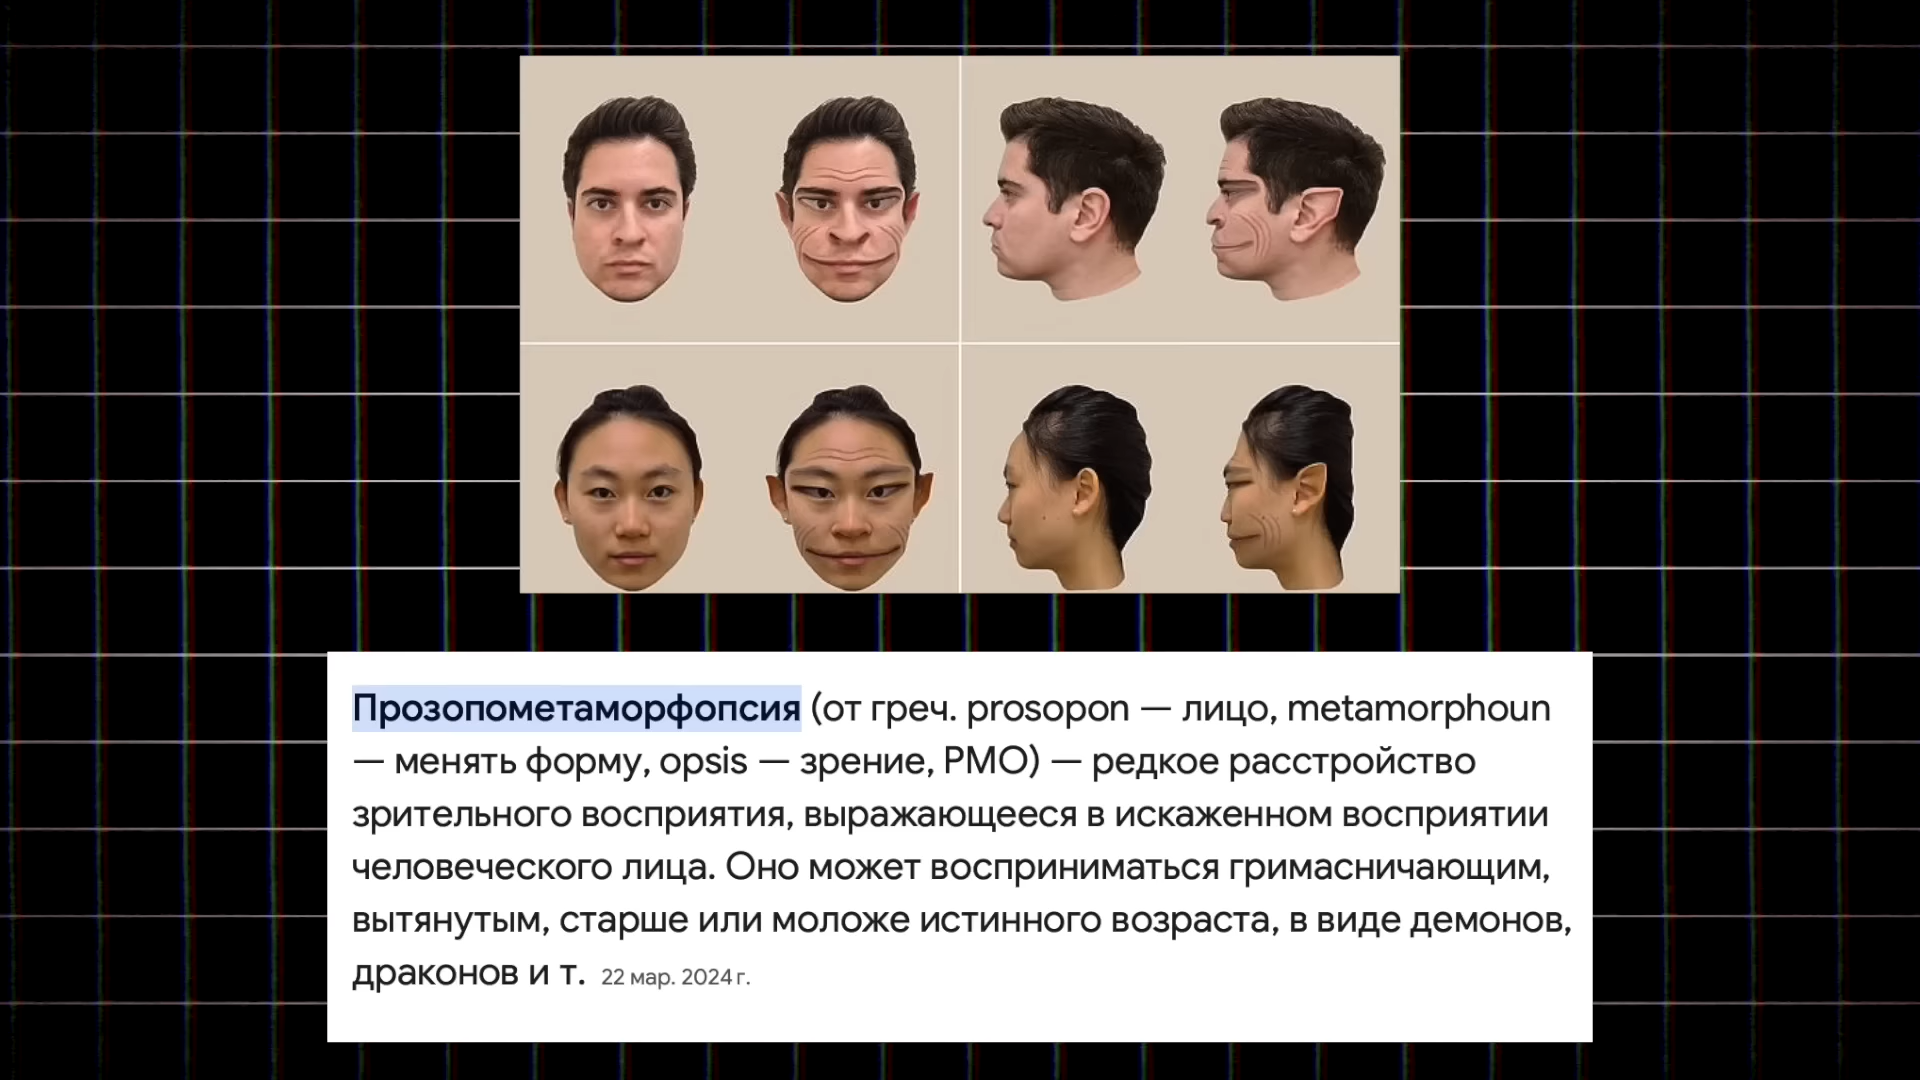 Прозопометаморфопсия (от греч. prosopon — лицо, metamorphoun
— менять форму, opsis — зрение, PMO) — редкое расстройство
зрительного восприятия, выражающееся в искаженном восприятии
человеческого лица. Оно может восприниматься гримасничающим,
вытянутым, старше или моложе истинного возраста, в виде демонов,
драконов и т. 22 мар. 2024 г.